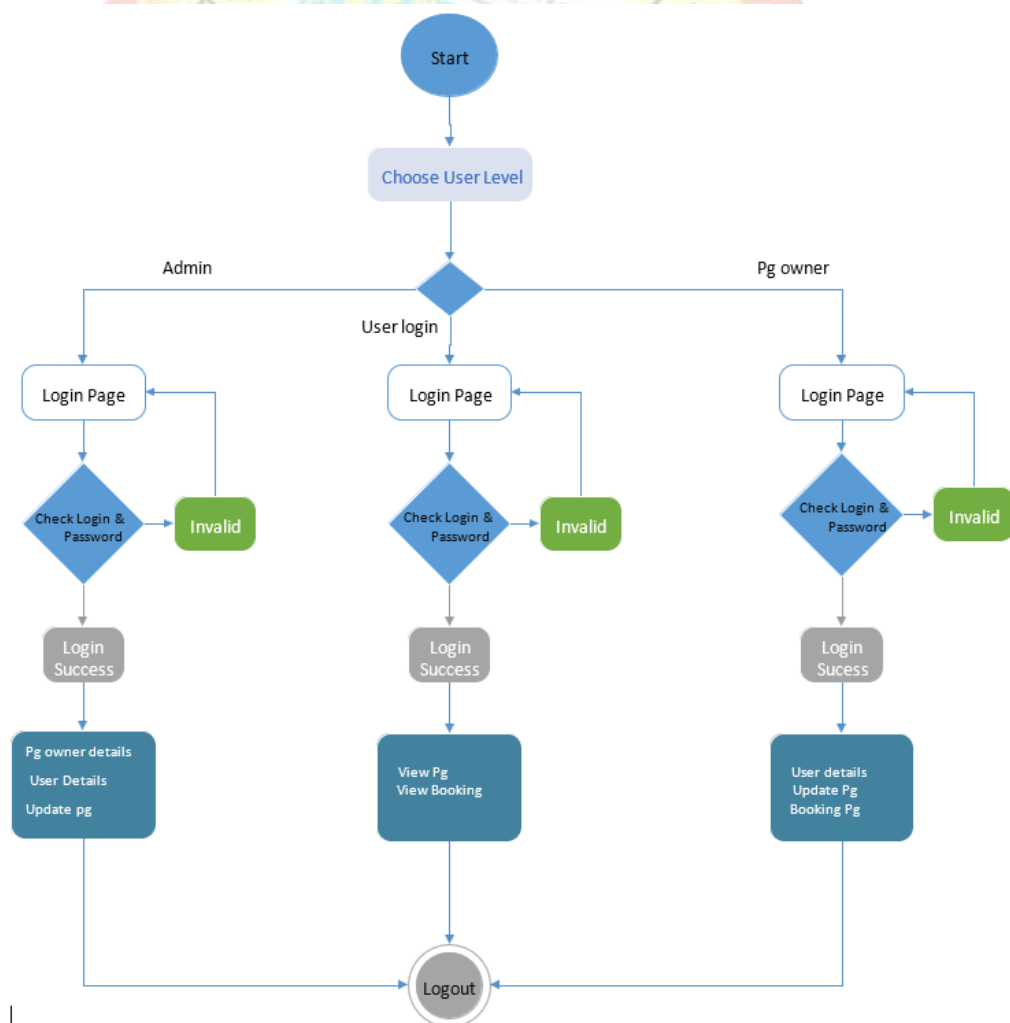 Start
Choose User Level
Admin
Pg owner
User login
Login Page
Login Page
Login Page
Check Login &
Password
Invalid
Check Login &
Password
Invalid
Check Login &
Password
Invalid
Login
Success
Login
Success
Login
Sucess
Pg owner details
User Details
Update pg
View Pg
View Booking
User details
Update Pg
Booking Pg
Logout